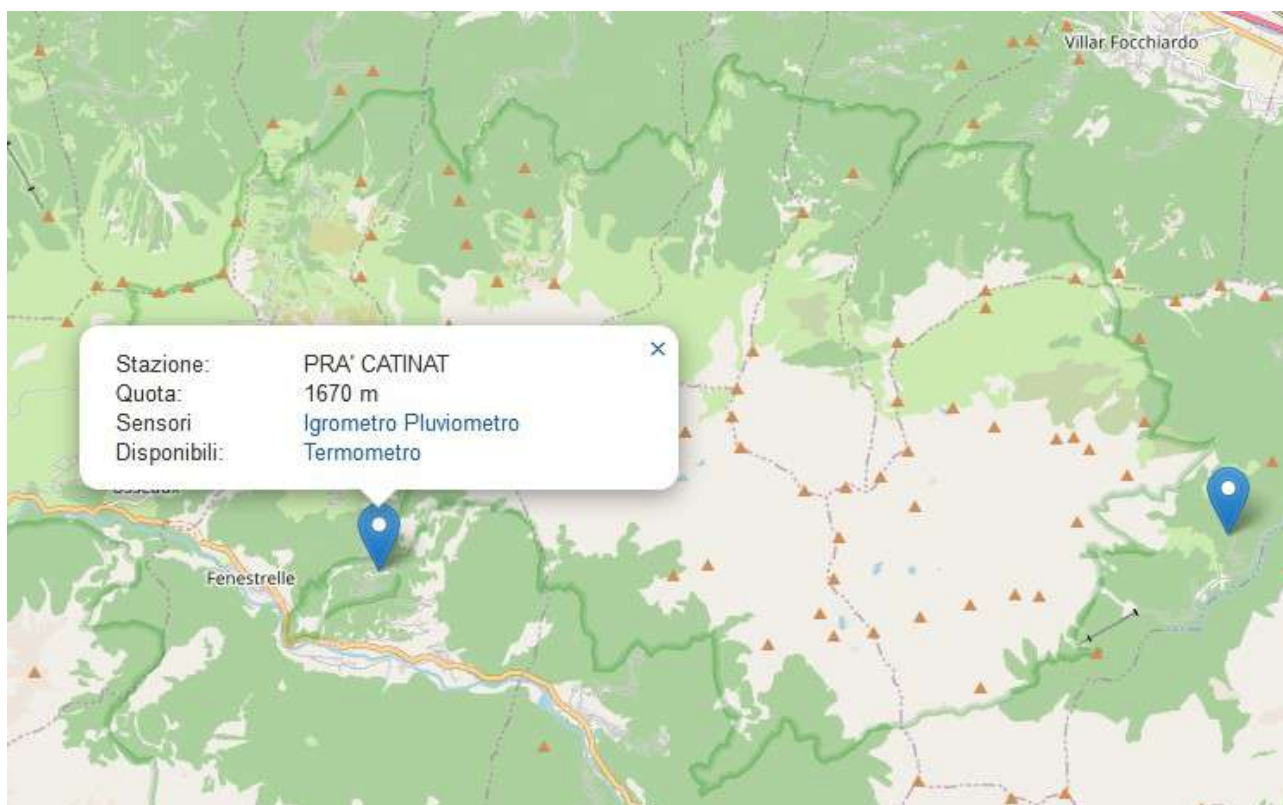 Villar Focchiardo
Stazione: PRA' CATINAT
Quota: 1670 m
Sensori Igrometro Pluviometro
Disponibili: Termometro
Fenestrelle